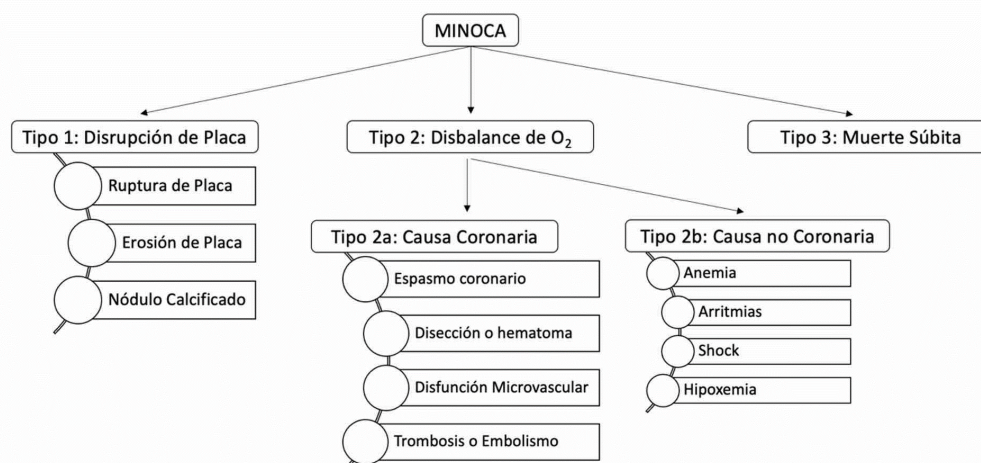 MINOCA
Tipo 1: Disrupción de Placa
Ruptura de Placa
Erosión de Placa
Nódulo Calcificado
Tipo 2: Disbalance de O₂
Tipo 2a: Causa Coronaria
Espasmo coronario
Disección o hematoma
Disfunción Microvascular
Trombosis o Embolismo
Tipo 2b: Causa no Coronaria
Anemia
Arritmias
Shock
Hipoxemia
Tipo 3: Muerte Súbita